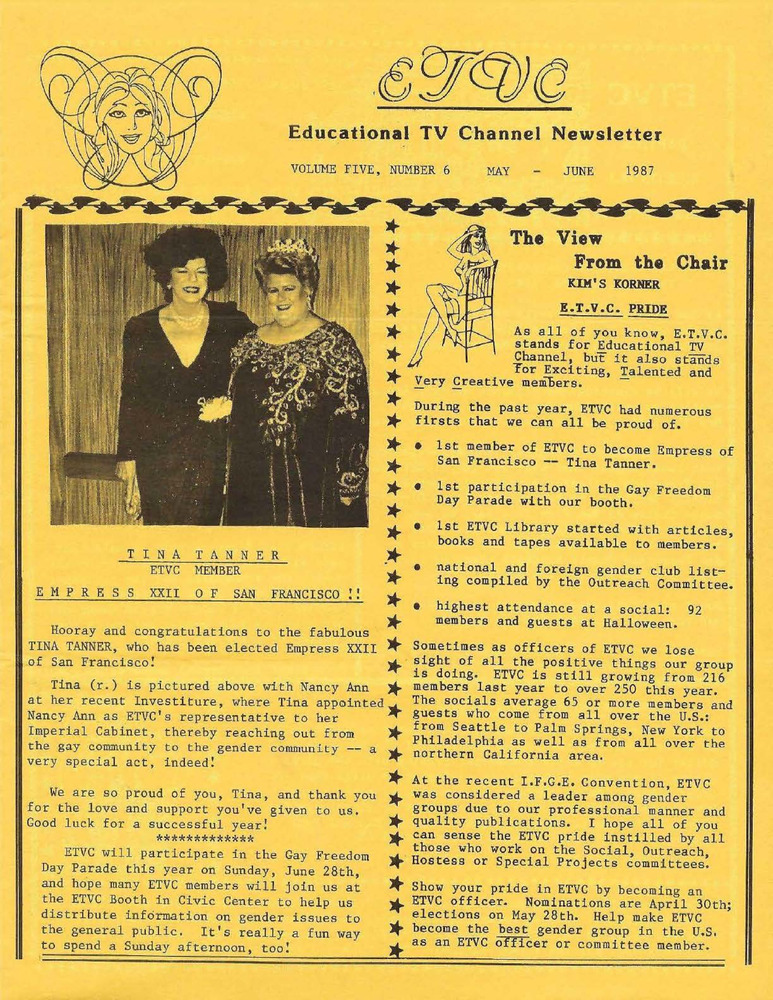 ETVC
Educational TV Channel Newsletter
VOLUME FIVE, NUMBER 6 MAY - JUNE 1987
TINA TANNER
ETVC MEMBER
EMPRESS XXII OF SAN FRANCISCO !!
Hooray and congratulations to the fabulous
TINA TANNER, who has been elected Empress XXII
of San Francisco!
Tina (r.) is pictured above with Nancy Ann
at her recent Investiture, where Tina appointed
Nancy Ann as ETVC's representative to her
Imperial Cabinet, thereby reaching out from
the gay community to the gender community -- a
very special act, indeed!
We are so proud of you, Tina, and thank you
for the love and support you've given to us.
Good luck for a successful year!
*************
ETVC will participate in the Gay Freedom
Day Parade this year on Sunday, June 28th,
and hope many ETVC members will join us at
the ETVC Booth in Civic Center to help us
distribute information on gender issues to
the general public. It's really a fun way
to spend a Sunday afternoon, too!
The View
From the Chair
KIM'S KORNER
E.T.V.C. PRIDE
As all of you know, E.T.V.C.
stands for Educational TV
Channel, but it also stands
for Exciting, Talented and
Very Creative members.
During the past year, ETVC had numerous
firsts that we can all be proud of.
• 1st member of ETVC to become Empress of
San Francisco -- Tina Tanner.
• 1st participation in the Gay Freedom
Day Parade with our booth.
• 1st ETVC Library started with articles,
books and tapes available to members.
• national and foreign gender club list-
ing compiled by the Outreach Committee.
• highest attendance at a social: 92
members and guests at Halloween.
Sometimes as officers of ETVC we lose
sight of all the positive things our group
is doing. ETVC is still growing from 216
members last year to over 250 this year.
The socials average 65 or more members and
guests who come from all over the U.S.:
from Seattle to Palm Springs, New York to
Philadelphia as well as from all over the
northern California area.
At the recent I.F.G.E. Convention, ETVC
was considered a leader among gender
groups due to our professional manner and
quality publications. I hope all of you
can sense the ETVC pride instilled by all
those who work on the Social, Outreach,
Hostess or Special Projects committees.
Show your pride in ETVC by becoming an
ETVC officer. Nominations are April 30th;
elections on May 28th. Help make ETVC
become the best gender group in the U.S.
as an ETVC officer or committee member.